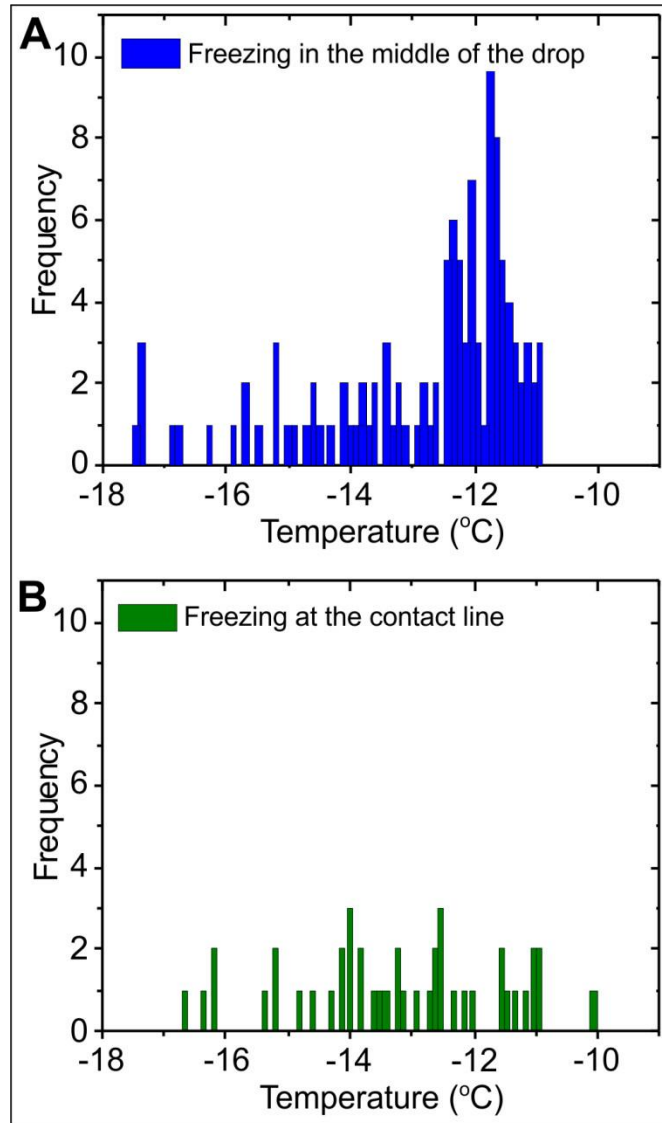 A
Freezing in the middle of the drop
10
8
6
4
2
0
Frequency
-18 -16 -14 -12 -10
Temperature (°C)
B
Freezing at the contact line
10
8
6
4
2
0
Frequency
-18 -16 -14 -12 -10
Temperature (°C)